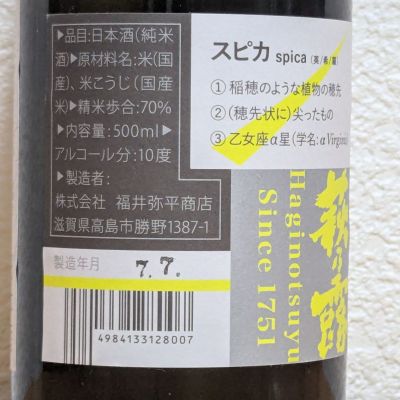 ▶品目:日本酒(純米
酒)▶原材料名:米(国
産)、米こうじ(国産
米)▶精米歩合:70%
▶内容量:500ml▶
アルコール分:10度
▶製造者:
株式会社 福井弥平商店
滋賀県高島市勝野1387-1
製造年月 7.7.
4984133128007
スピカ spica (英/希/羅)
①稲穂のような植物の穂先
②(穂先状に)尖ったもの
③乙女座α星(学名:α Virginis)
萩乃露
Haginotsuyu
Since 1751